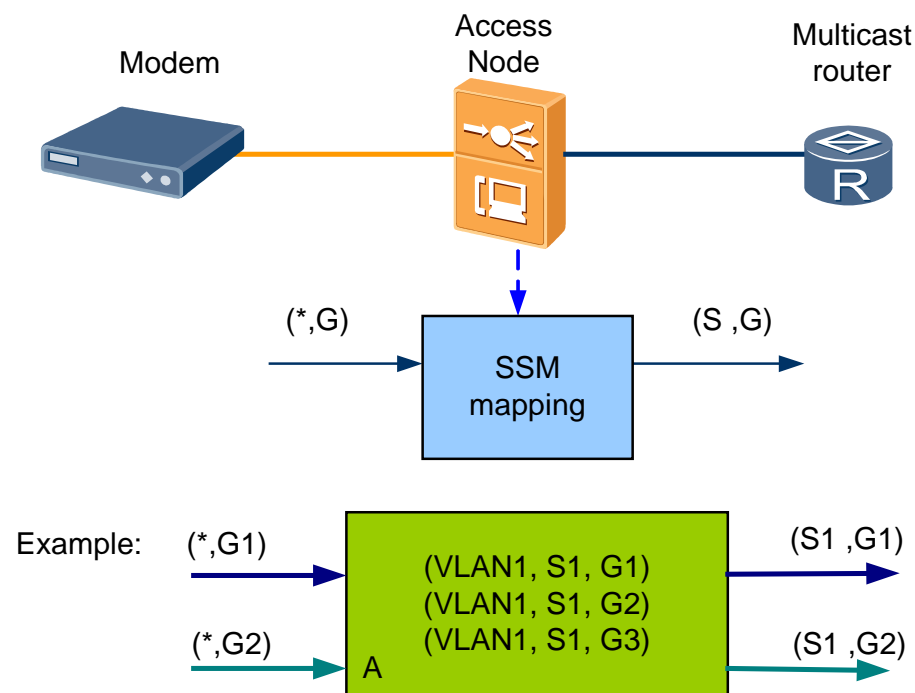 Modem
Access
Node
Multicast
router
R
(*,G)
(S ,G)
SSM
mapping
Example:
(*,G1)
(VLAN1, S1, G1)
(S1 ,G1)
(VLAN1, S1, G2)
(VLAN1, S1, G3)
(*,G2)
A
(S1 ,G2)